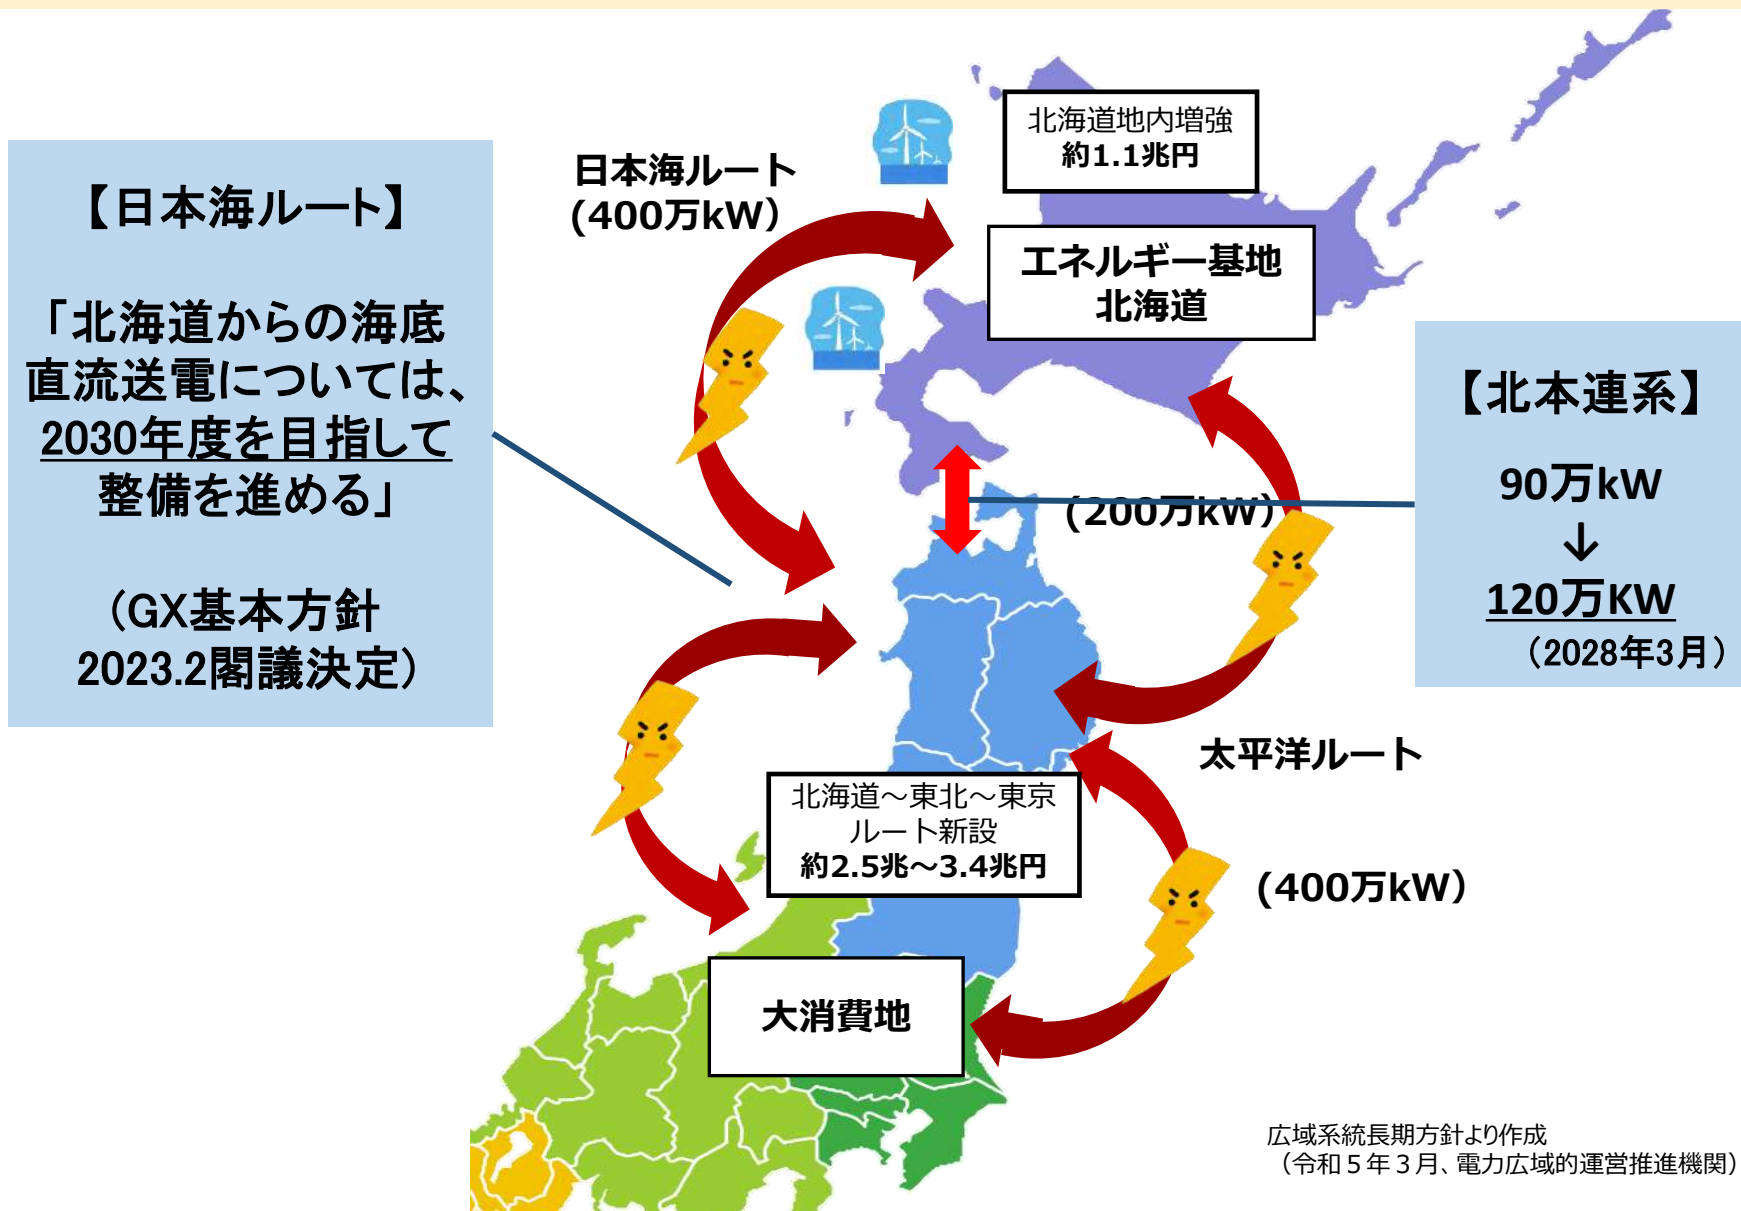 【日本海ルート】
「北海道からの海底
直流送電については、
2030年度を目指して
整備を進める」
(GX基本方針
2023.2閣議決定)
日本海ルート
(400万kW)
北海道地内増強
約1.1兆円
エネルギー基地
北海道
【北本連系】
90万kW
↓
120万KW
(2028年3月)
(200万kW)
太平洋ルート
北海道～東北～東京
ルート新設
約2.5兆～3.4兆円
(400万kW)
大消費地
広域系統長期方針より作成
(令和５年３月、電力広域的運営推進機関)